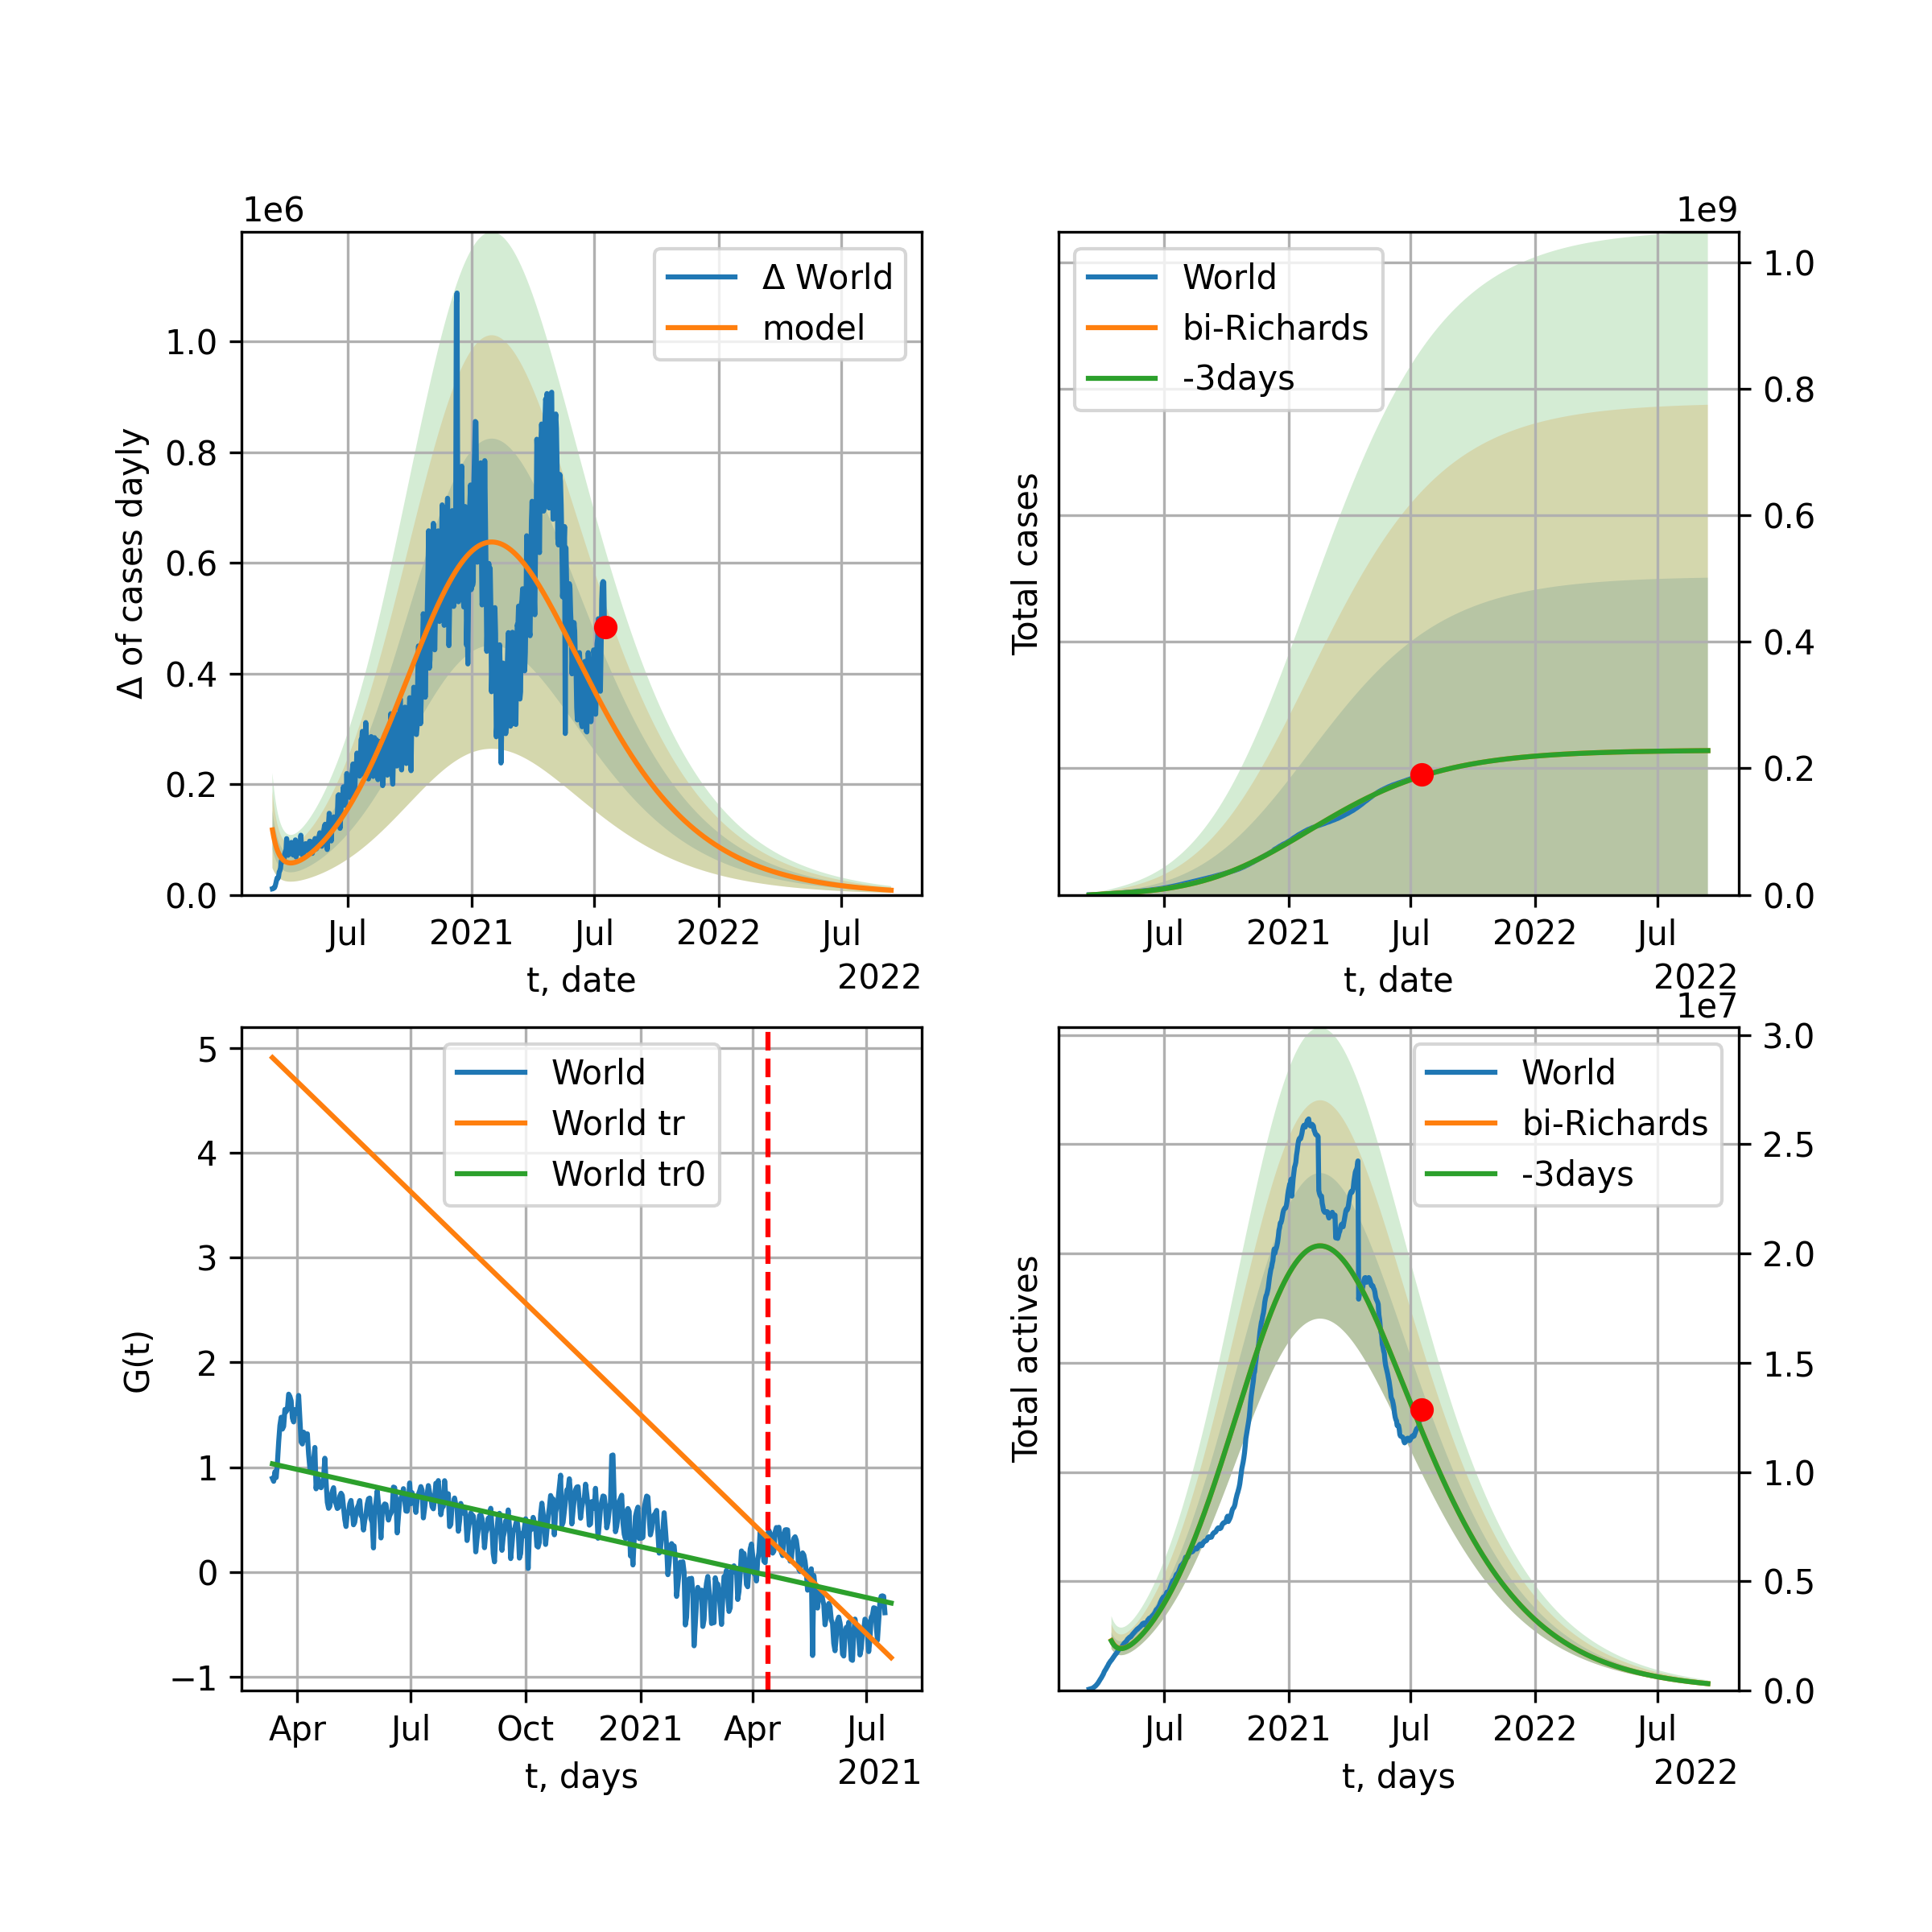 1e6
Δ of cases dayly
1.0
0.8
0.6
0.4
0.2
0.0
Δ World
model
Jul
2021
Jul
2022
Jul
t, date
2022
1e9
Total cases
World
bi-Richards
-3days
1.0
0.8
0.6
0.4
0.2
0.0
Jul
2021
Jul
2022
Jul
t, date
2022
G(t)
5
4
3
2
1
0
−1
World
World tr
World tr0
Apr
Jul
Oct
2021
Apr
Jul
t, days
2021
1e7
Total actives
World
bi-Richards
-3days
3.0
2.5
2.0
1.5
1.0
0.5
0.0
Jul
2021
Jul
2022
Jul
t, days
2022